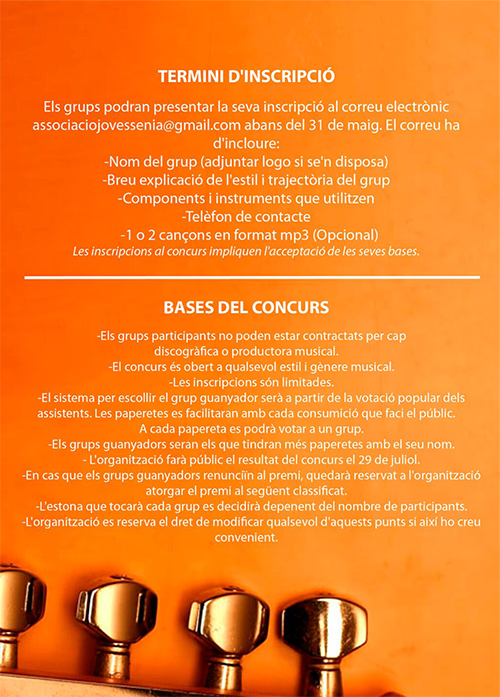 TERMINI D'INSCRIPCIÓ
Els grups podran presentar la seva inscripció al correu electrònic
associaciojovessenia@gmail.com abans del 31 de maig. El correu ha
d'incloure:
-Nom del grup (adjuntar logo si se'n disposa)
-Breu explicació de l'estil i trajectòria del grup
-Components i instruments que utilitzen
-Telèfon de contacte
-1 o 2 cançons en format mp3 (Opcional)
Les inscripcions al concurs impliquen l'acceptació de les seves bases.
BASES DEL CONCURS
-Els grups participants no poden estar contractats per cap
discogràfica o productora musical.
-El concurs és obert a qualsevol estil i gènere musical.
-Les inscripcions són limitades.
-El sistema per escollir el grup guanyador serà a partir de la votació popular dels
assistents. Les paperetes es facilitaran amb cada consumició que faci el públic.
A cada papereta es podrà votar a un grup.
-Els grups guanyadors seran els que tindran més paperetes amb el seu nom.
- L'organització farà públic el resultat del concurs el 29 de juliol.
-En cas que els grups guanyadors renunciïn al premi, quedarà reservat a l'organització
atorgar el premi al següent classificat.
-L'estona que tocarà cada grup es decidirà depenent del nombre de participants.
-L'organització es reserva el dret de modificar qualsevol d'aquests punts si així ho creu
convenient.